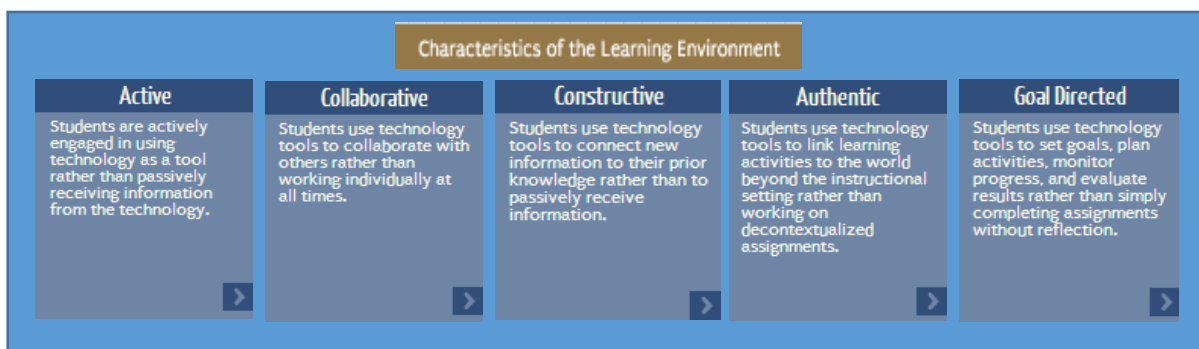 Characteristics of the Learning Environment
Active
Students are actively
engaged in using
technology as a tool
rather than passively
receiving information
from the technology.
Collaborative
Students use technology
tools to collaborate with
others rather than
working individually at
all times.
Constructive
Students use technology
tools to connect new
information to their prior
knowledge rather than to
passively receive
information.
Authentic
Students use technology
tools to link learning
activities to the world
beyond the instructional
setting rather than
working on
decontextualized
assignments.
Goal Directed
Students use technology
tools to set goals, plan
activities, monitor
progress, and evaluate
results rather than simply
completing assignments
without reflection.